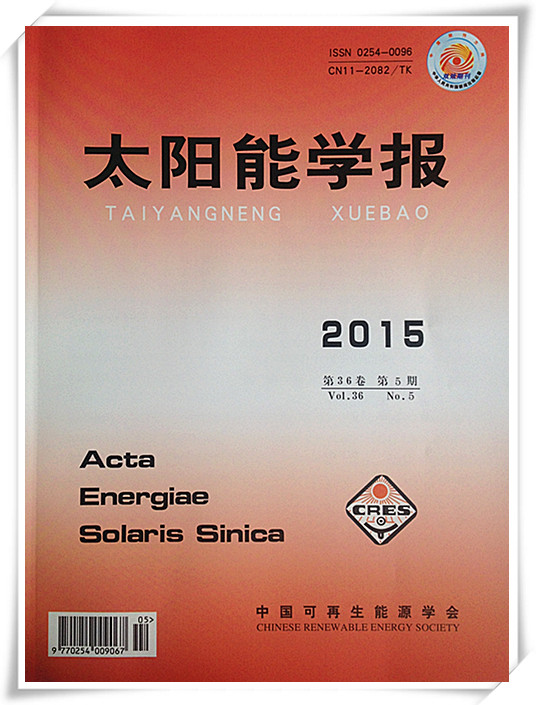 ISSN 0254-0096
CN11-2082/TK
太阳能学报
TAIYANGNENG XUEBAO
2015
第36卷 第5期
Vol.36 No.5
Acta
Energiae
Solaris Sinica
CRES
中国可再生能源学会
CHINESE RENEWABLE ENERGY SOCIETY
05>
9 770254 009067